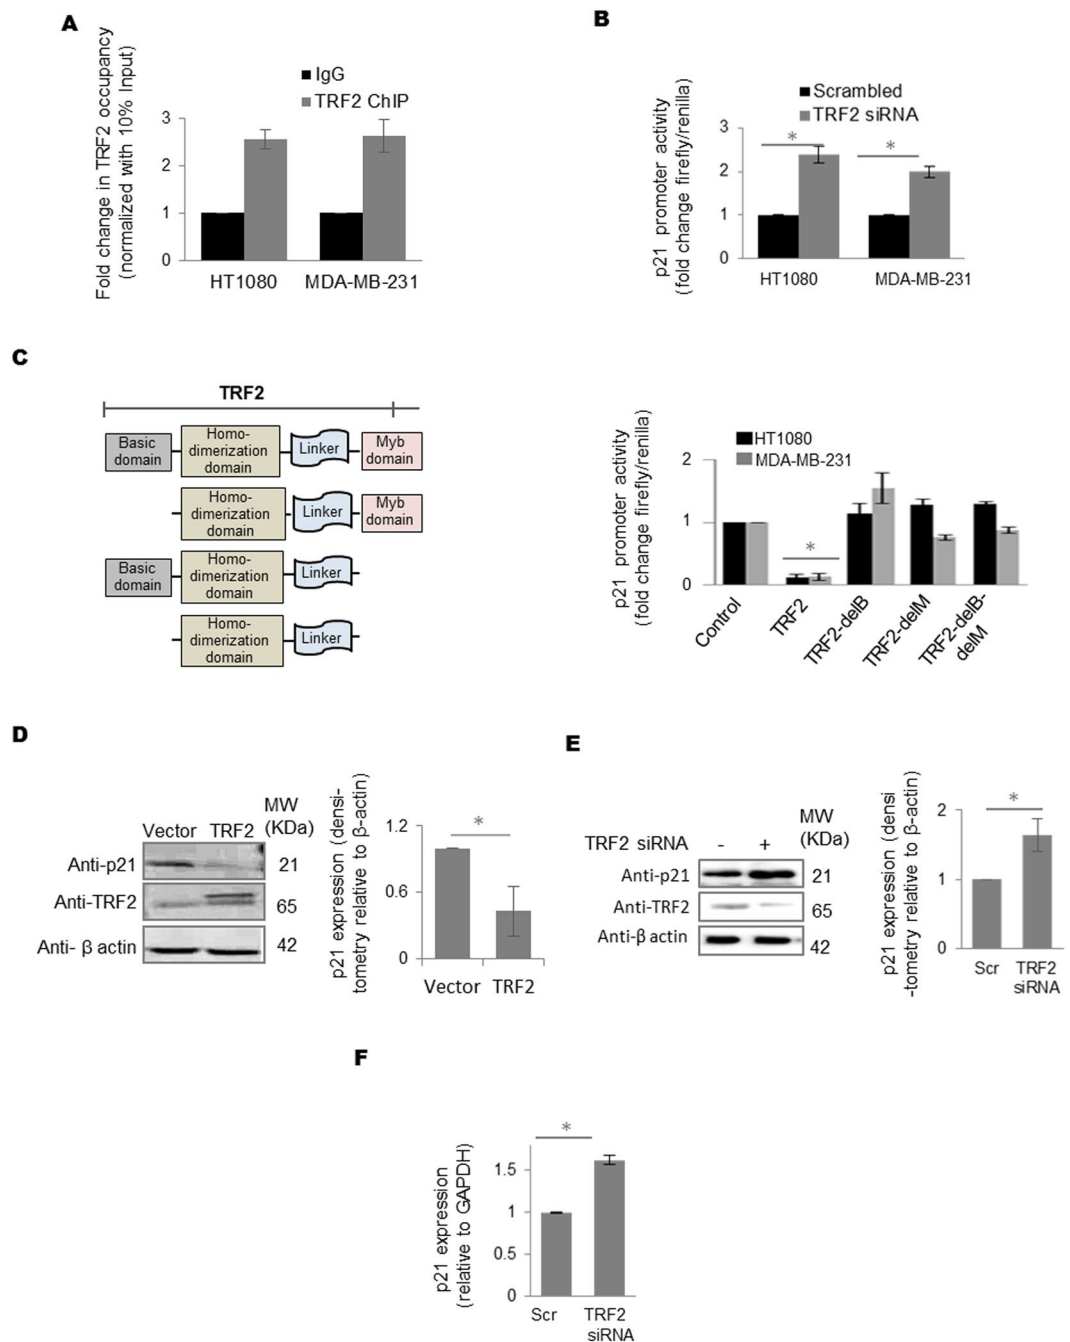 A
Fold change in TRF2 occupancy
(normalized with 10% Input)
IgG
TRF2 ChIP
3
2
1
0
HT1080
MDA-MB-231
B
p21 promoter activity
(fold change firefly/renilla)
Scrambled
TRF2 siRNA
3
2
1
0
*
*
HT1080
MDA-MB-231
C
TRF2
Basic
domain
Homo-
dimerization
domain
Linker
Myb
domain
Homo-
dimerization
domain
Linker
Myb
domain
Basic
domain
Homo-
dimerization
domain
Linker
Homo-
dimerization
domain
Linker
p21 promoter activity
(fold change firefly/renilla)
HT1080
MDA-MB-231
2
1
0
*
Control
TRF2
TRF2-delB
TRF2-delM
TRF2-delB-
delM
D
Vector TRF2
MW
(KDa)
Anti-p21
21
Anti-TRF2
65
Anti- β actin
42
p21 expression (densi-
tometry relative to β-actin)
1.2
0.6
0
*
Vector
TRF2
E
TRF2 siRNA - +
MW
(KDa)
Anti-p21
21
Anti-TRF2
65
Anti-β actin
42
p21 expression (densi
-tometry relative to β-actin)
2
1
0
*
Scr
TRF2
siRNA
F
p21 expression
(relative to GAPDH)
1.5
1
0.5
0
*
Scr
TRF2
siRNA